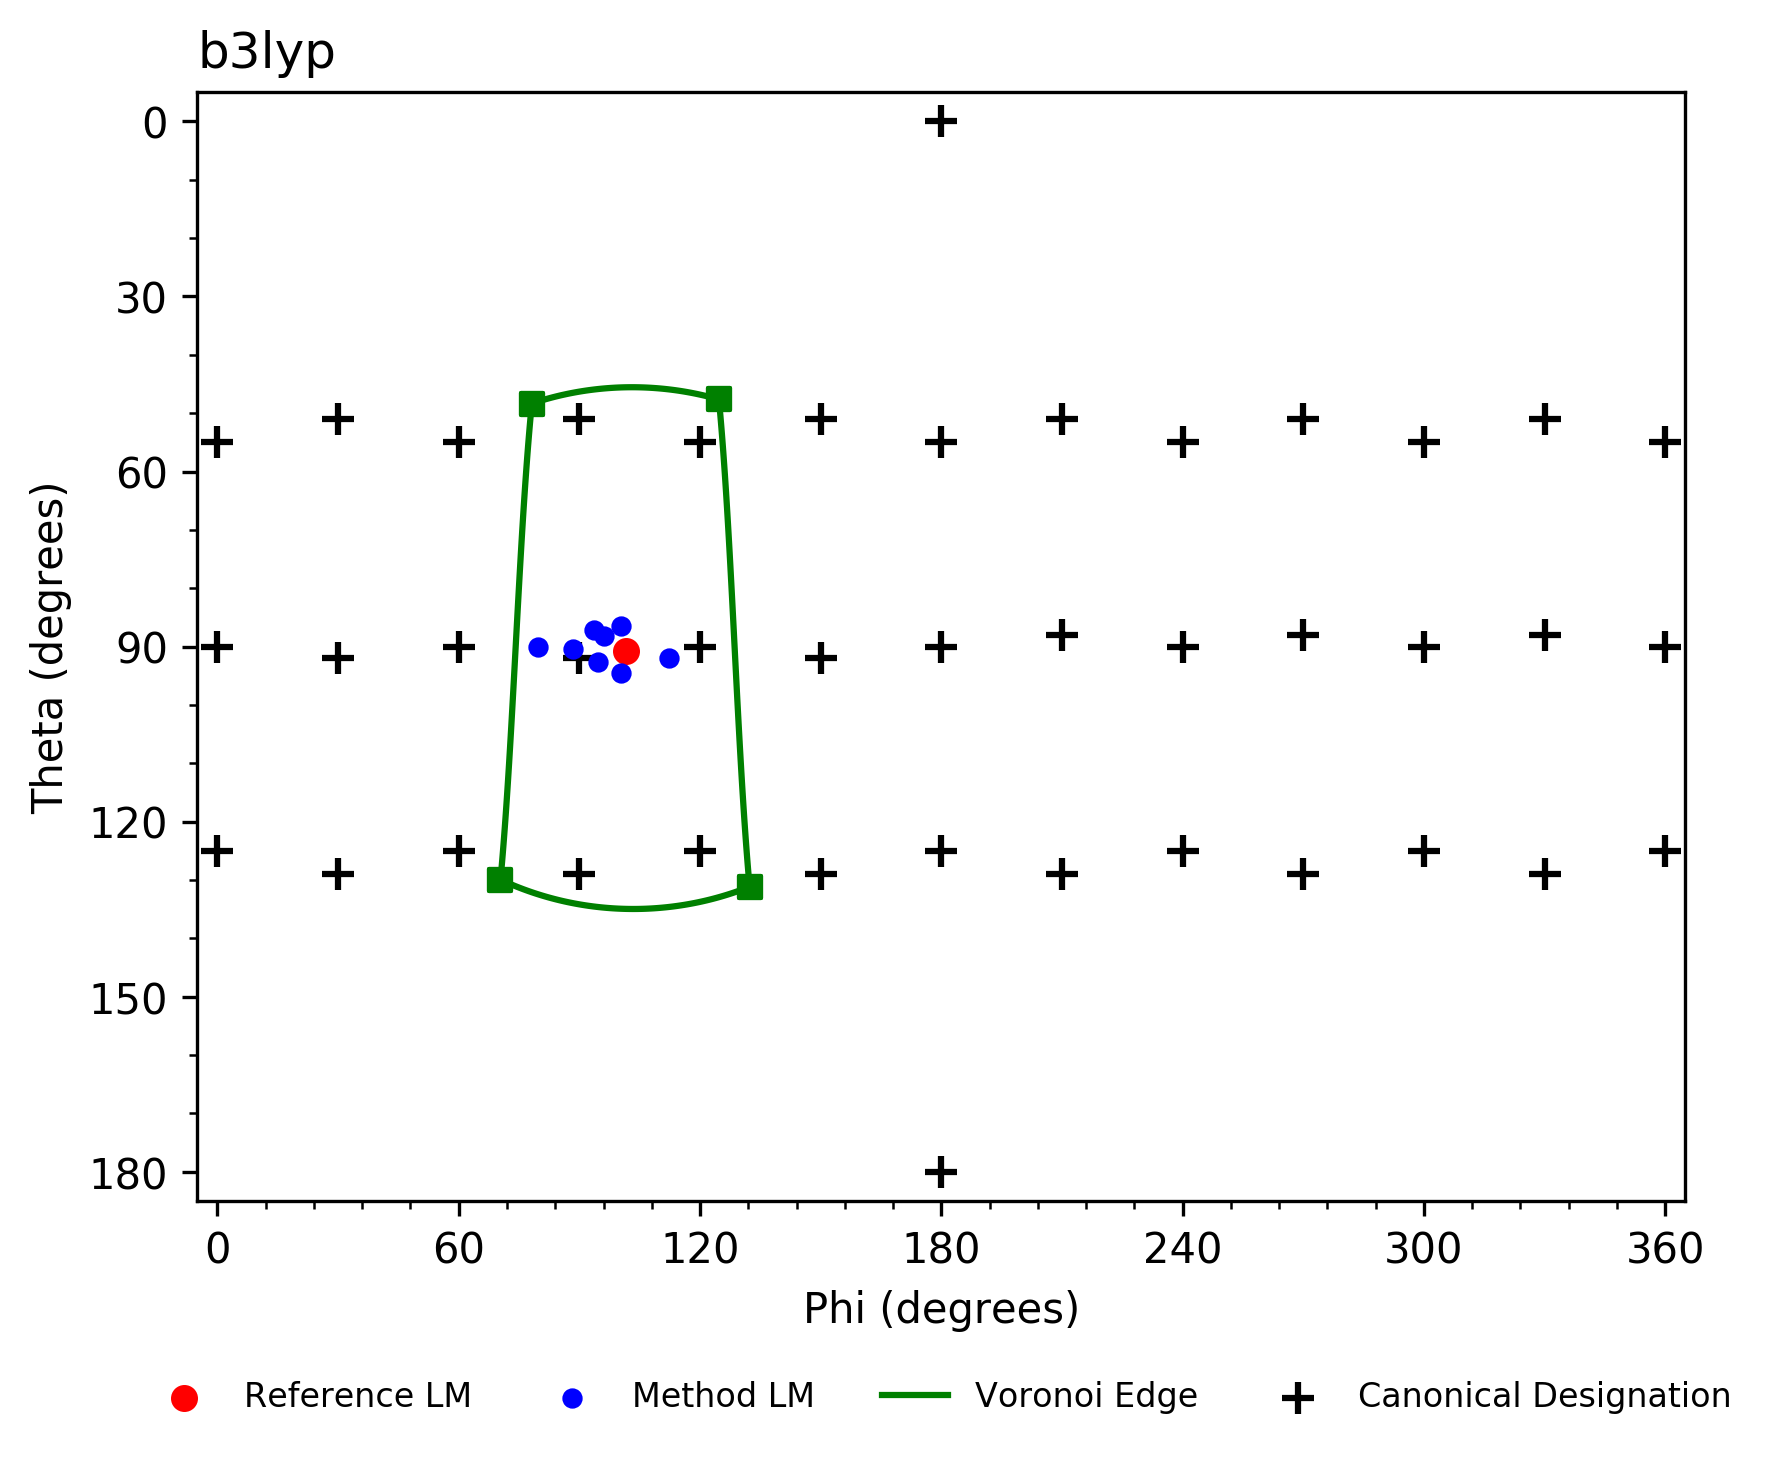 b3lyp
0
30
60
90
120
150
180
Theta (degrees)
0 60 120 180 240 300 360
Phi (degrees)
Reference LM Method LM Voronoi Edge Canonical Designation